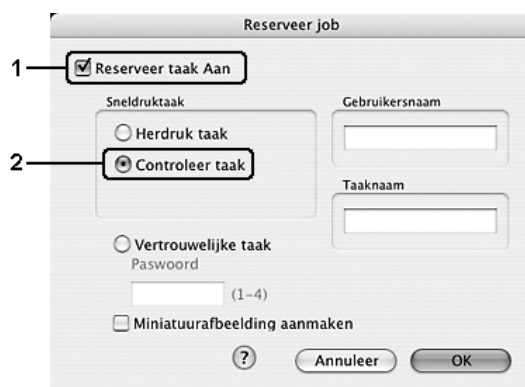 Reserveer job
1
Reserveer taak Aan
Sneldruktaak
Gebruikersnaam
Herdruk taak
2
Controleer taak
Taaknaam
Vertrouwelijke taak
Paswoord
(1-4)
Miniatuurafbeelding aanmaken
?
Annuleer
OK